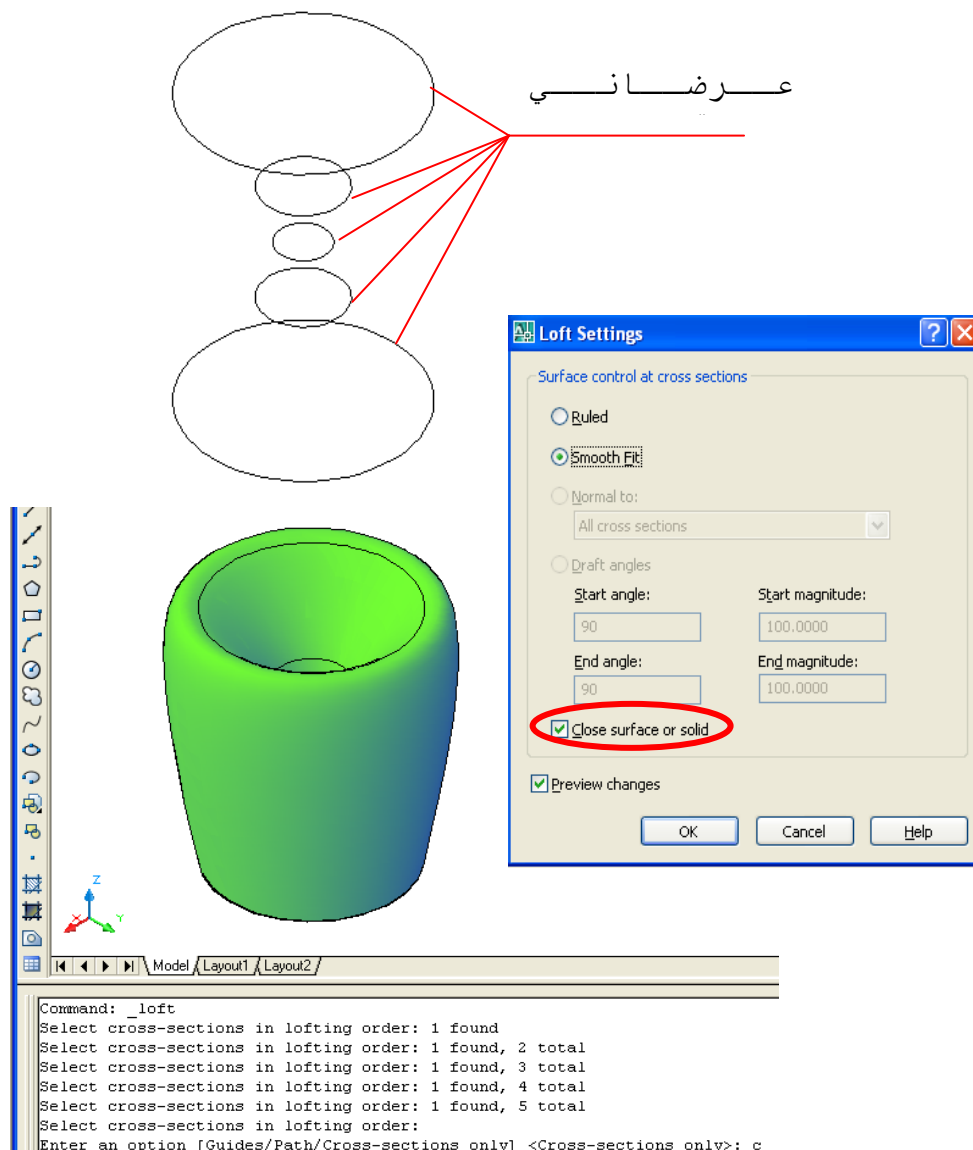 عـرضـانـي
Loft Settings
Surface control at cross sections
Ruled
Smooth Fit
Normal to:
All cross sections
Draft angles
Start angle: Start magnitude:
90 100.0000
End angle: End magnitude:
90 100.0000
Close surface or solid
Preview changes
OK Cancel Help
Z
X Y
Model Layout1 Layout2
Command: _loft
Select cross-sections in lofting order: 1 found
Select cross-sections in lofting order: 1 found, 2 total
Select cross-sections in lofting order: 1 found, 3 total
Select cross-sections in lofting order: 1 found, 4 total
Select cross-sections in lofting order: 1 found, 5 total
Select cross-sections in lofting order:
Enter an option [Guides/Path/Cross-sections only] <Cross-sections only>: c